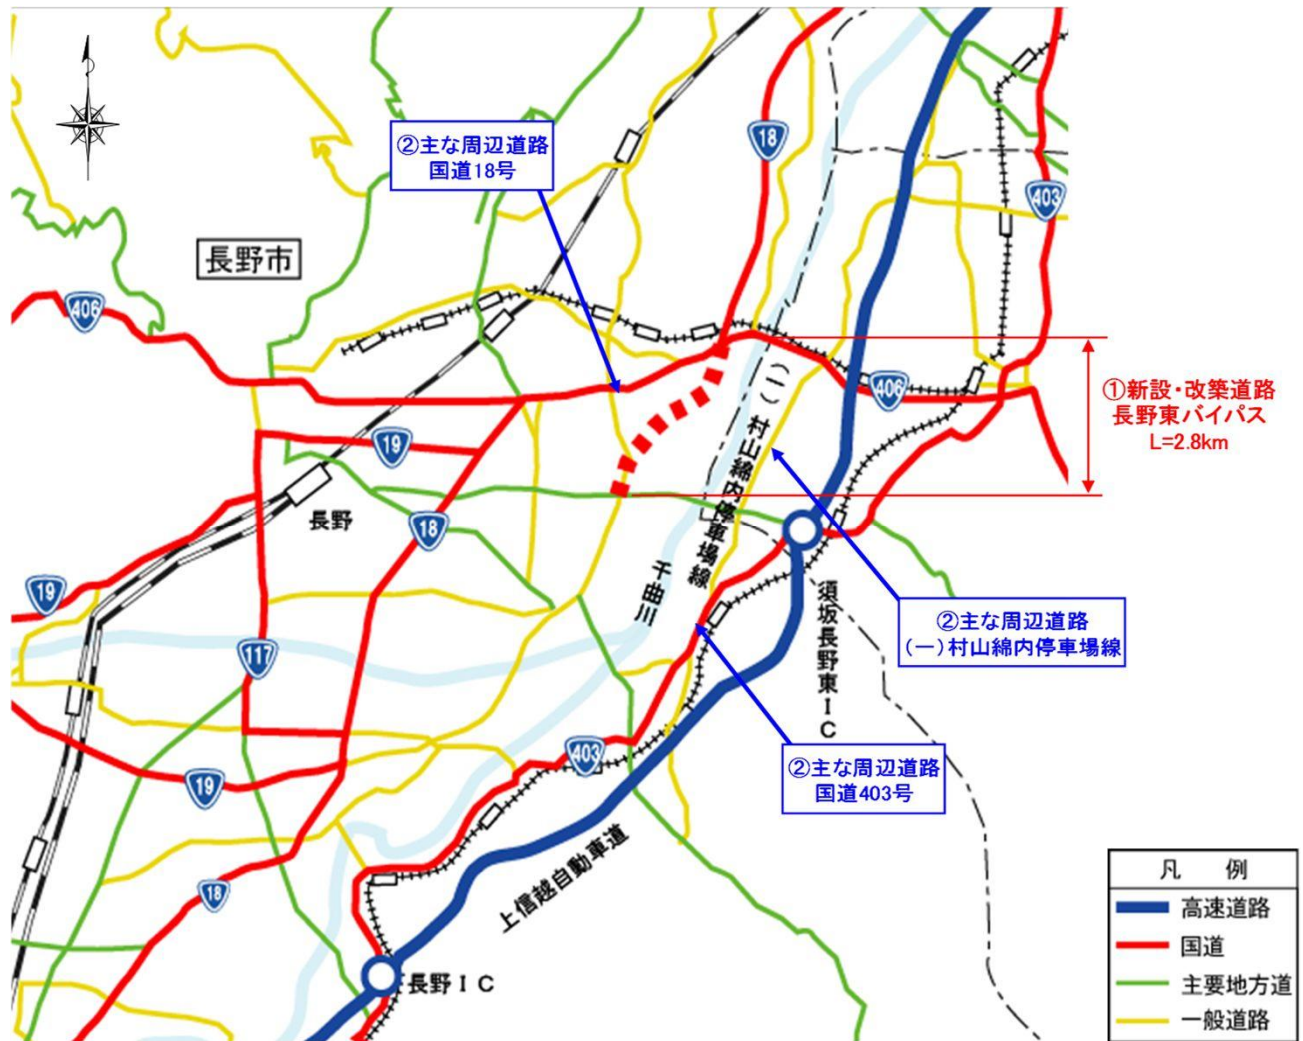 ②主な周辺道路
国道18号
18
403
長野市
406
406
①新設・改築道路
長野東バイパス
L=2.8km
(一)村山綿内停車場線
19
長野
18
千曲川
19
117
須坂長野東IC
②主な周辺道路
(一)村山綿内停車場線
403
②主な周辺道路
国道403号
19
上信越自動車道
18
長野IC
凡 例
高速道路
国道
主要地方道
一般道路